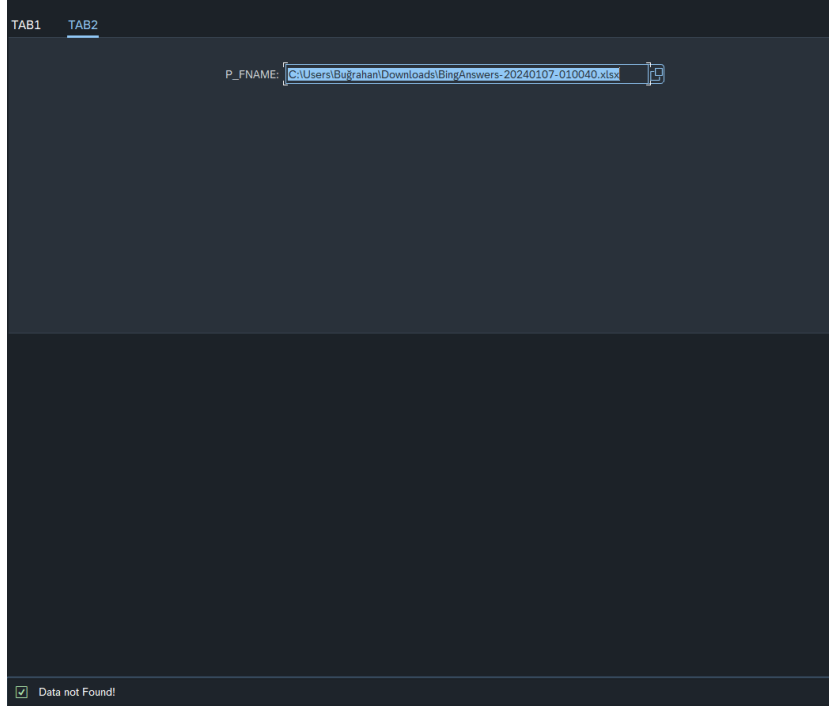 TAB1 TAB2
P_FNAME: C:\Users\Buğrahan\Downloads\BingAnswers-20240107-010040.xlsx
Data not Found!